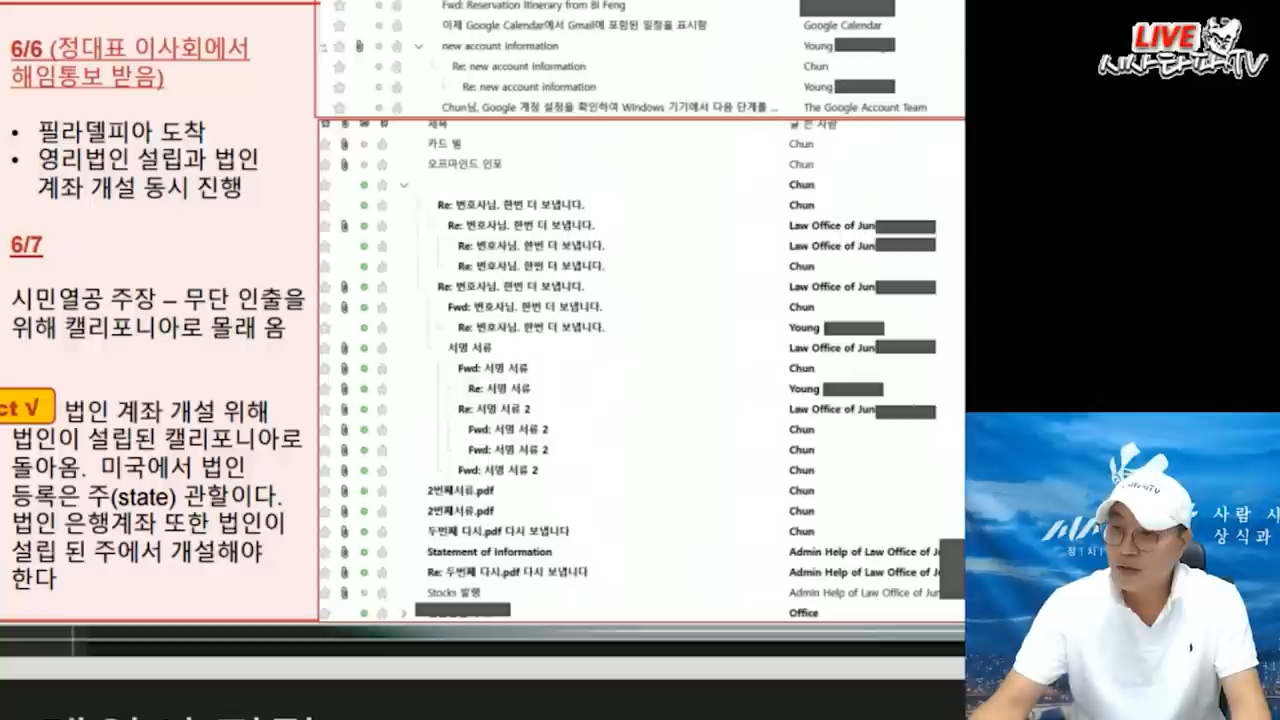 6/6 (정대표 이사회에서
해임통보 받음)
• 필라델피아 도착
• 영리법인 설립과 법인
계좌 개설 동시 진행
6/7
시민열공 주장 – 무단 인출을
위해 캘리포니아로 몰래 옴
ct √ 법인 계좌 개설 위해
법인이 설립된 캘리포니아로
돌아옴. 미국에서 법인
등록은 주(state) 관할이다.
법인 은행계좌 또한 법인이
설립 된 주에서 개설해야
한다
Fwd: Reservation Itinerary from Bi Feng
이제 Google Calendar에서 Gmail에 포함된 일정을 표시함 Google Calendar
new account information Young
Re: new account information Chun
Re: new account information Young
Chun님, Google 계정 설정을 확인하여 Windows 기기에서 다음 단계를 ... The Google Account Team
제목 글 쓴 사람
카드 빌 Chun
오프마인드 인포 Chun
Chun
Re: 변호사님. 한번 더 보냅니다. Chun
Re: 변호사님. 한번 더 보냅니다. Law Office of Jun
Re: 변호사님. 한번 더 보냅니다. Law Office of Jun
Re: 변호사님. 한번 더 보냅니다. Chun
Re: 변호사님. 한번 더 보냅니다. Law Office of Jun
Fwd: 변호사님. 한번 더 보냅니다. Chun
Re: 변호사님. 한번 더 보냅니다. Young
서명 서류 Law Office of Jun
Fwd: 서명 서류 Chun
Re: 서명 서류 Young
Re: 서명 서류 2 Law Office of Jun
Fwd: 서명 서류 2 Chun
Fwd: 서명 서류 2 Chun
Fwd: 서명 서류 2 Chun
2번째서류.pdf Chun
2번째서류.pdf Chun
두번째 다시.pdf 다시 보냅니다 Chun
Statement of Information Admin Help of Law Office of J
Re: 두번째 다시.pdf 다시 보냅니다 Admin Help of Law Office of J
Stocks 발행 Admin Help of Law Office of Ju
Office
LIVE
시사타파TV
사람 시
상식과